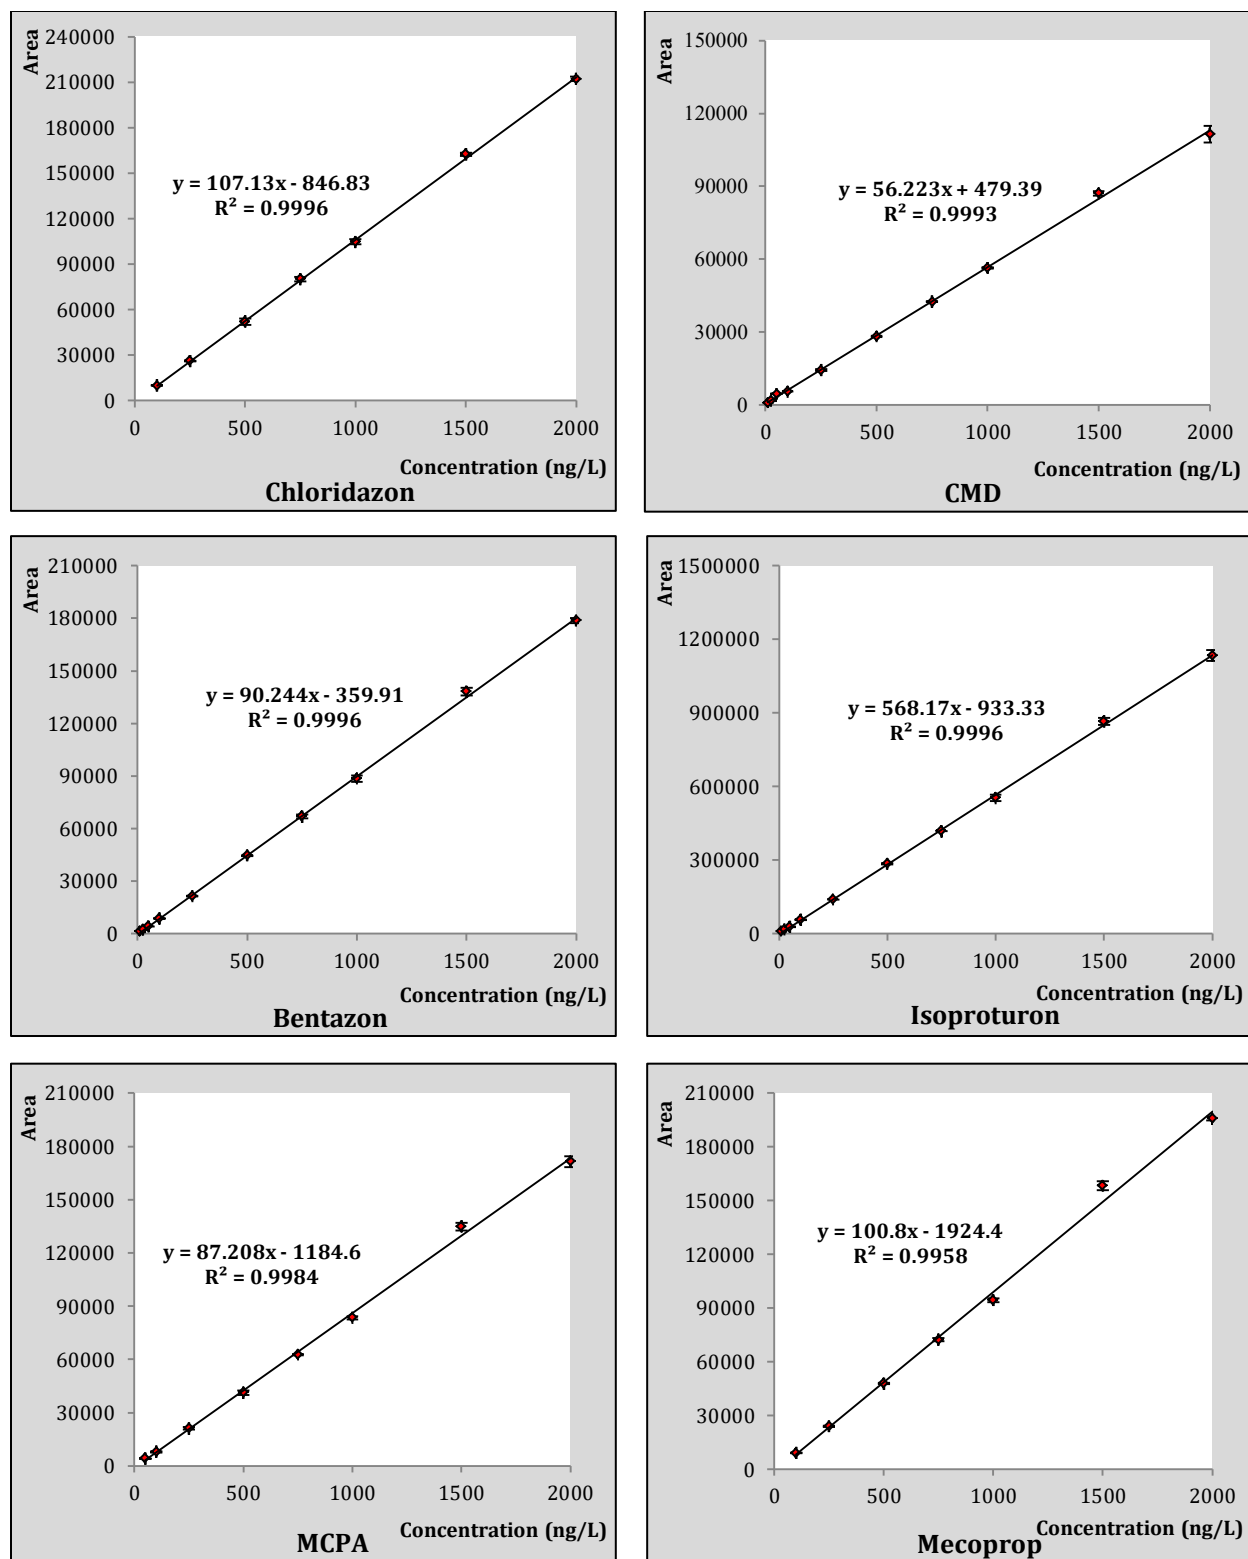 Area
240000
210000
180000
150000
120000
90000
60000
30000
0
y = 107.13x - 846.83
R² = 0.9996
0 500 1000 1500 2000
Concentration (ng/L)
Chloridazon
Area
150000
120000
90000
60000
30000
0
y = 56.223x + 479.39
R² = 0.9993
0 500 1000 1500 2000
Concentration (ng/L)
CMD
Area
210000
180000
150000
120000
90000
60000
30000
0
y = 90.244x - 359.91
R² = 0.9996
0 500 1000 1500 2000
Concentration (ng/L)
Bentazon
Area
1500000
1200000
900000
600000
300000
0
y = 568.17x - 933.33
R² = 0.9996
0 500 1000 1500 2000
Concentration (ng/L)
Isoproturon
Area
210000
180000
150000
120000
90000
60000
30000
0
y = 87.208x - 1184.6
R² = 0.9984
0 500 1000 1500 2000
Concentration (ng/L)
MCPA
Area
210000
180000
150000
120000
90000
60000
30000
0
y = 100.8x - 1924.4
R² = 0.9958
0 500 1000 1500 2000
Concentration (ng/L)
Mecoprop